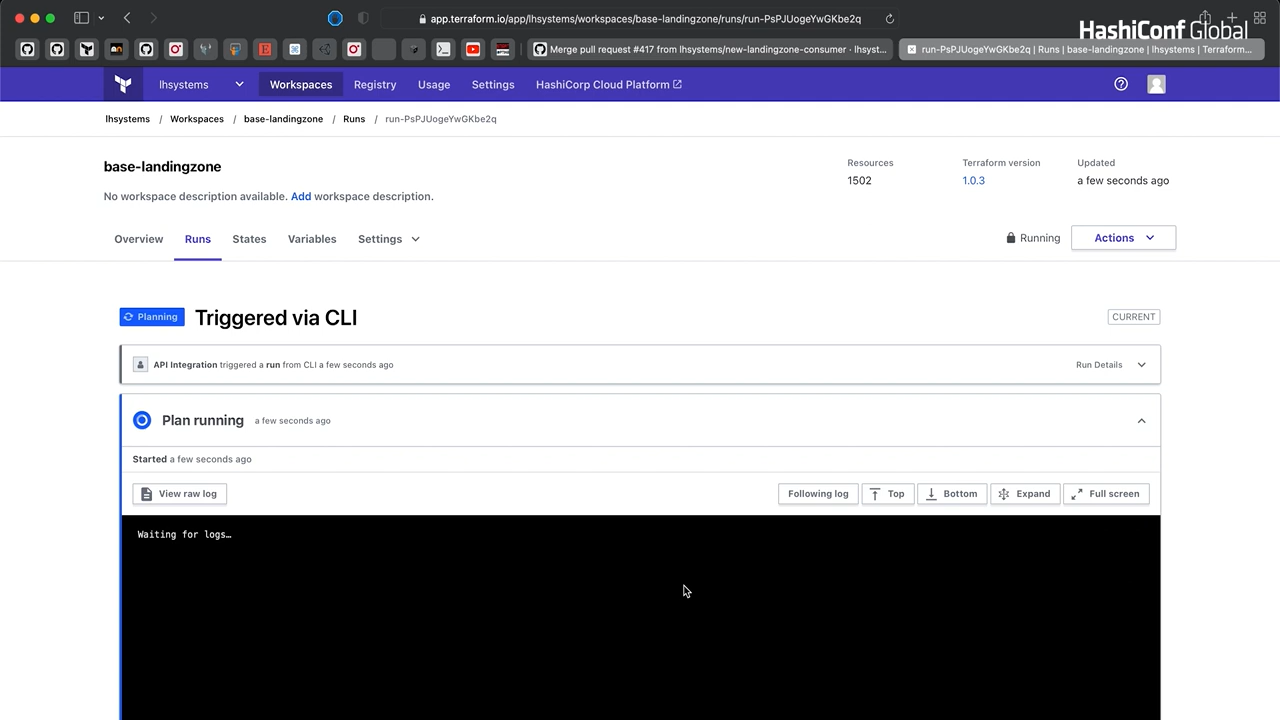 app.terraform.io/app/lhsystems/workspaces/base-landingzone/runs/run-PsPJUogeYwGKbe2q
HashiConf Global
Merge pull request #417 from lhsystems/new-landingzone-consumer · lhsyst...
run-PsPJUogeYwGKbe2q | Runs | base-landingzone | lhsystems | Terraform...
lhsystems Workspaces Registry Usage Settings HashiCorp Cloud Platform
lhsystems / Workspaces / base-landingzone / Runs / run-PsPJUogeYwGKbe2q
base-landingzone
No workspace description available. Add workspace description.
Resources Terraform version Updated
1502 1.0.3 a few seconds ago
Overview Runs States Variables Settings
Running Actions
Planning Triggered via CLI CURRENT
API Integration triggered a run from CLI a few seconds ago Run Details
Plan running a few seconds ago
Started a few seconds ago
View raw log Following log Top Bottom Expand Full screen
Waiting for logs…